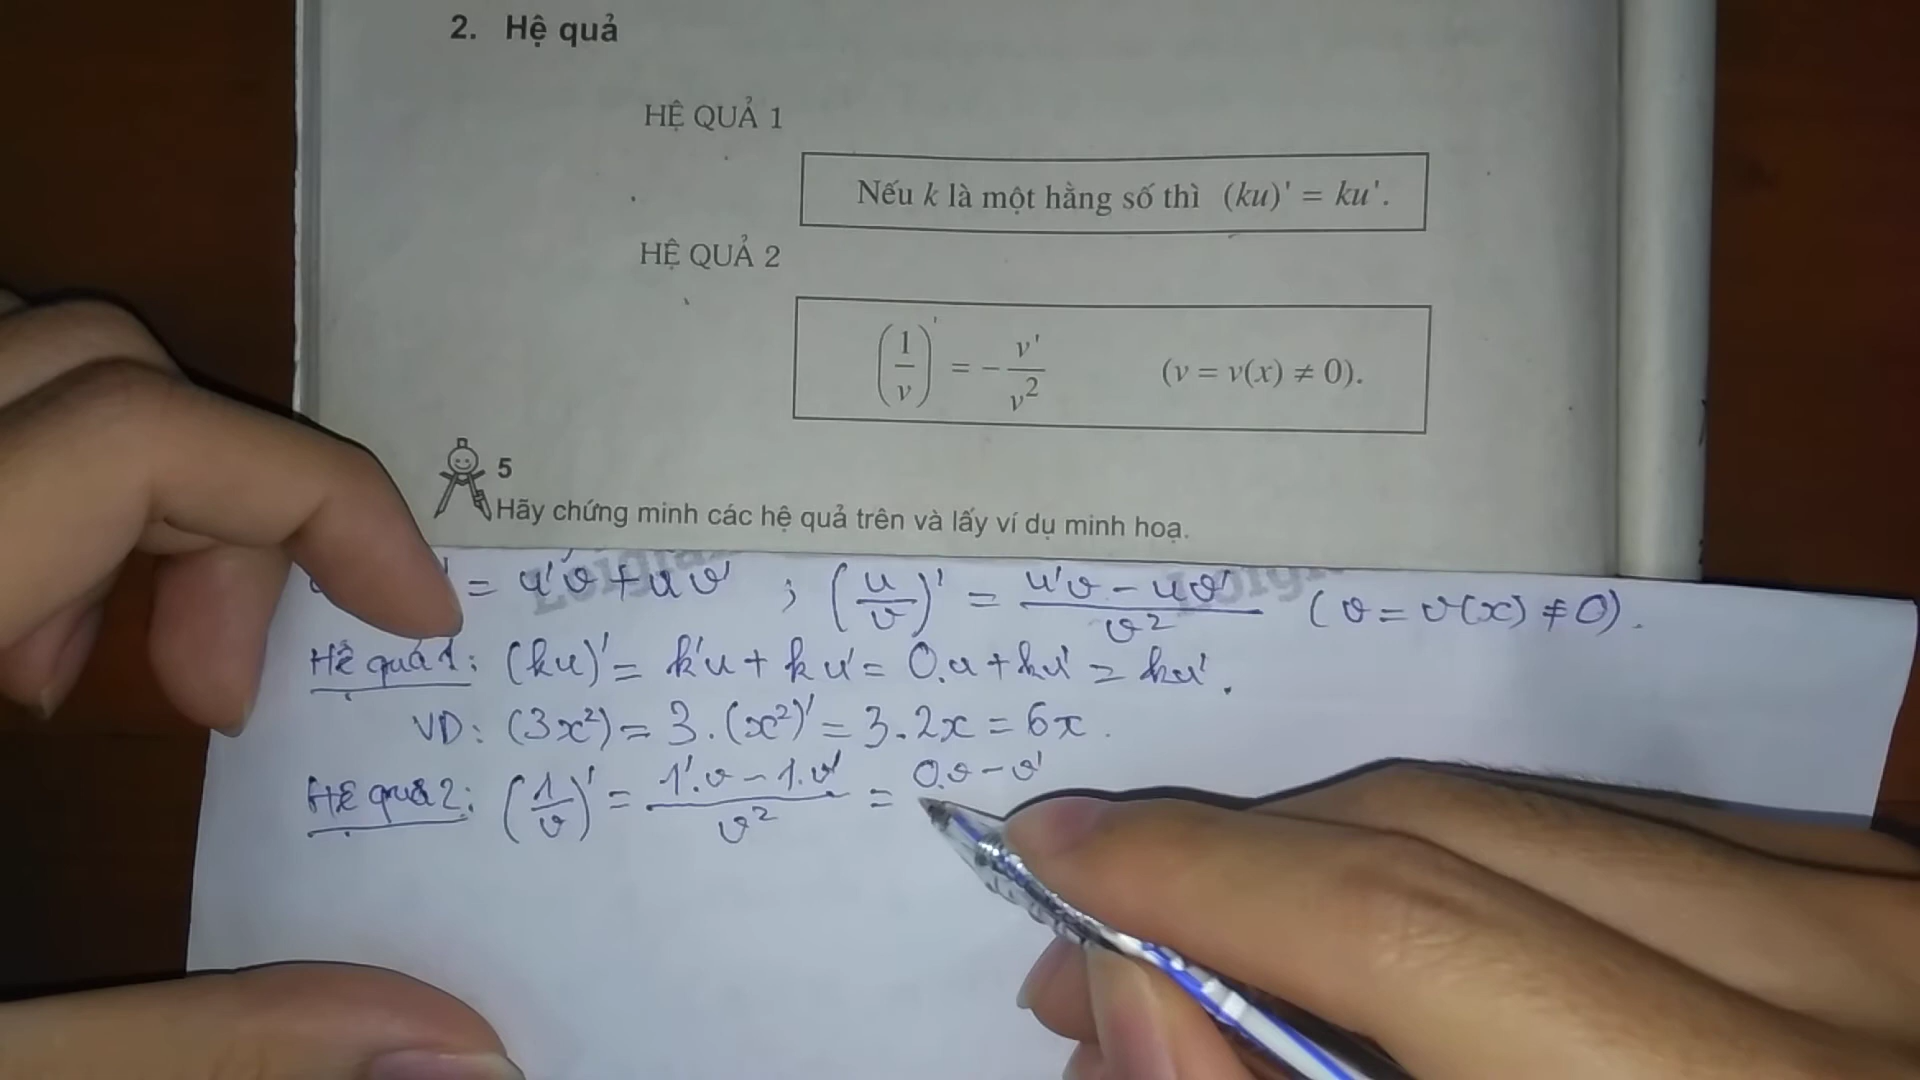 2. Hệ quả
HỆ QUẢ 1
Nếu k là một hằng số thì (ku)' = ku'.
HỆ QUẢ 2
(1/v)' = - v'/v² (v = v(x) ≠ 0).
5
Hãy chứng minh các hệ quả trên và lấy ví dụ minh hoạ.
' = u'v + uv' ; (u/v)' = (u'v - uv')/v² (v = v(x) ≠ 0).
Hệ quả 1: (ku)' = k'u + ku' = 0.u + ku' = ku'.
VD: (3x²) = 3.(x²)' = 3.2x = 6x.
Hệ quả 2: (1/v)' = (1'.v - 1.v')/v² = 0.v - v'